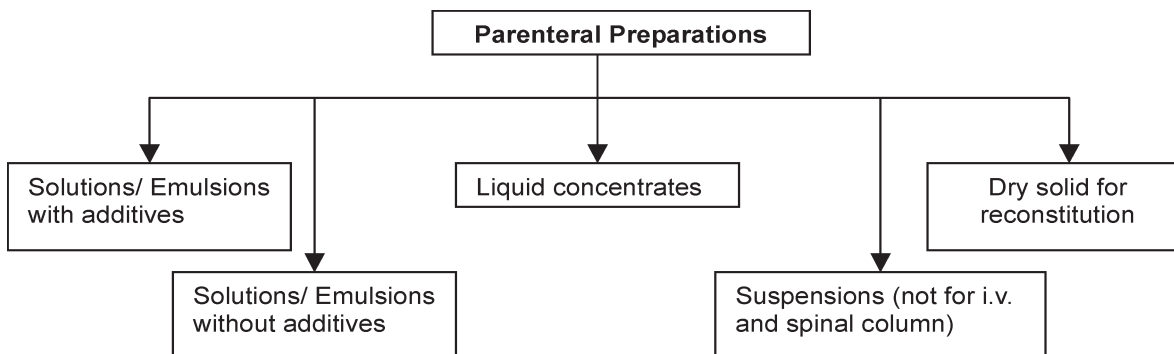 Parenteral Preparations
Solutions/ Emulsions
with additives
Liquid concentrates
Dry solid for
reconstitution
Solutions/ Emulsions
without additives
Suspensions (not for i.v.
and spinal column)